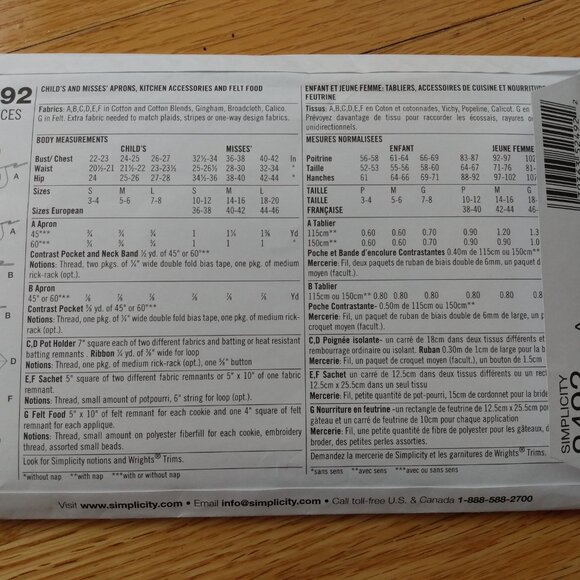 92
CES
CHILD'S AND MISSES' APRONS, KITCHEN ACCESSORIES AND FELT FOOD
Fabrics: A,B,C,D,E,F in Cotton and Cotton Blends, Gingham, Broadcloth, Calico.
G in Felt. Extra fabric needed to match plaids, stripes or one-way design fabrics.
BODY MEASUREMENTS
CHILD'S MISSES'
Bust/ Chest 22-23 24-25 26-27 32½-34 36-38 40-42 In
Waist 20½-21 21½-22 23-23½ 25-26½ 28-30 32-34 "
Hip 24 25-26 27-28 34½-36 38-40 42-44 "
Sizes S M L S M L
3-4 5-6 7-8 10-12 14-16 18-20
Sizes European 36-38 40-42 44-46
A Apron
45"*** 1 Yd
60"**
Contrast Pocket and Neck Band ½ yd. of 45" or 60"
Notions: Thread, two pkgs. of ¼" wide double fold bias tape, one pkg. of medium
rick-rack (opt.).
B Apron
45" or 60"*** ⅞ ⅞ ⅞ ⅞ ⅞ ⅞ Yd
Contrast Pocket yd. of 45" or 60"
Notions: Thread, one pkg. of ¼" wide double fold bias tape, one pkg. of medium rick-
rack (opt.).
C,D Pot Holder 7" square each of two different fabrics and batting or heat resistant
batting remnants . Ribbon ¼ yd. of ⅜" wide for loop
Notions: Thread, one pkg. of medium rick-rack (opt.), one ⅝" button
E,F Sachet 5" square of two different fabric remnants or 5" x 10" of one fabric
remnant.
Notions: Thread, small amount of potpourri, 6" string for loop (opt.).
G Felt Food 5" x 10" of felt remnant for each cookie and one 4" square of felt
remnant for each applique.
Notions: Thread, small amount of polyester fiberfill for each cookie, embroidery
thread, assorted small beads.
Look for Simplicity notions and Wrights® Trims.
*without nap **with nap ***with or without nap
A
A
B
B
D
F
ENFANT ET JEUNE FEMME: TABLIERS, ACCESSOIRES DE CUISINE ET NOURRITUR
FEUTRINE
Tissus: A,B,C,D,E,F en Coton et cotonnades, Vichy, Popeline, Calicot. G en
Prévoyez davantage de tissu pour raccorder les écossais, rayures o
unidirectionnels.
MESURES NORMALISEES
ENFANT JEUNE FEMM
Poitrine 56-58 61-64 66-69 83-87 92-97 102
Taille 52-53 55-56 58-60 64-67 71-76 81-
Hanches 61 64-66 69-71 88-92 97-102 107
TAILLE P M G P M G
TAILLE 3-4 5-6 7-8 10-12 14-16 18-
FRANÇAISE 38-40 42-44 46-
A Tablier
115cm** 0.60 0.60 0.70 0.90 1.20 1.3
150cm** 0.60 0.60 0.70 0.90 0.90 1.0
Poche et Bande d'encolure Contrastantes 0.40m de 115cm ou 150cm**
Mercerie: Fil, deux paquets de ruban de biais double de 6mm, un paquet d
moyen (facult.).
B Tablier
115cm ou 150cm*** 0.80 0.80 0.80 0.80 0.80 0.8
Poche Contrastante- 0.50m de 115cm ou 150cm**
Mercerie: Fil, un paquet de ruban de biais double de 6mm, un paquet de c
moyen (facult.).
C,D Poignée isolante- un carré de 18cm dans deux tissus différents et
rembourrage ordinaire ou isolant. Ruban 0.30m de 1cm de large pour la b
Mercerie: Fil, un paquet de croquet moyen (facult.), un bouton de 1.5cm
E,F Sachet- un carré de 12.5cm dans deux tissus différents ou un rec
12.5cm x 25.5cm dans un seul tissu
Mercerie: Fil, petite quantité de pot-pourri, 15cm de cordonnet pour la bride
G Nourriture en feutrine -un rectangle de feutrine de 12.5cm x 25.5cm pou
gâteau et un carré de feutrine de 10cm pour chaque application
Mercerie: Fil, une petite quantité de fibre de polyester pour les gâteaux, d
broder, des petites perles assorties.
Demandez la mercerie de Simplicity et les garnitures de Wrights® Trims.
*sans sens **avec sens ***avec ou sans sens
SIMPLICITY
A
Visit www.simplicity.com • Email info@simplicity.com • Call toll-free U.S. & Canada 1-888-588-2700